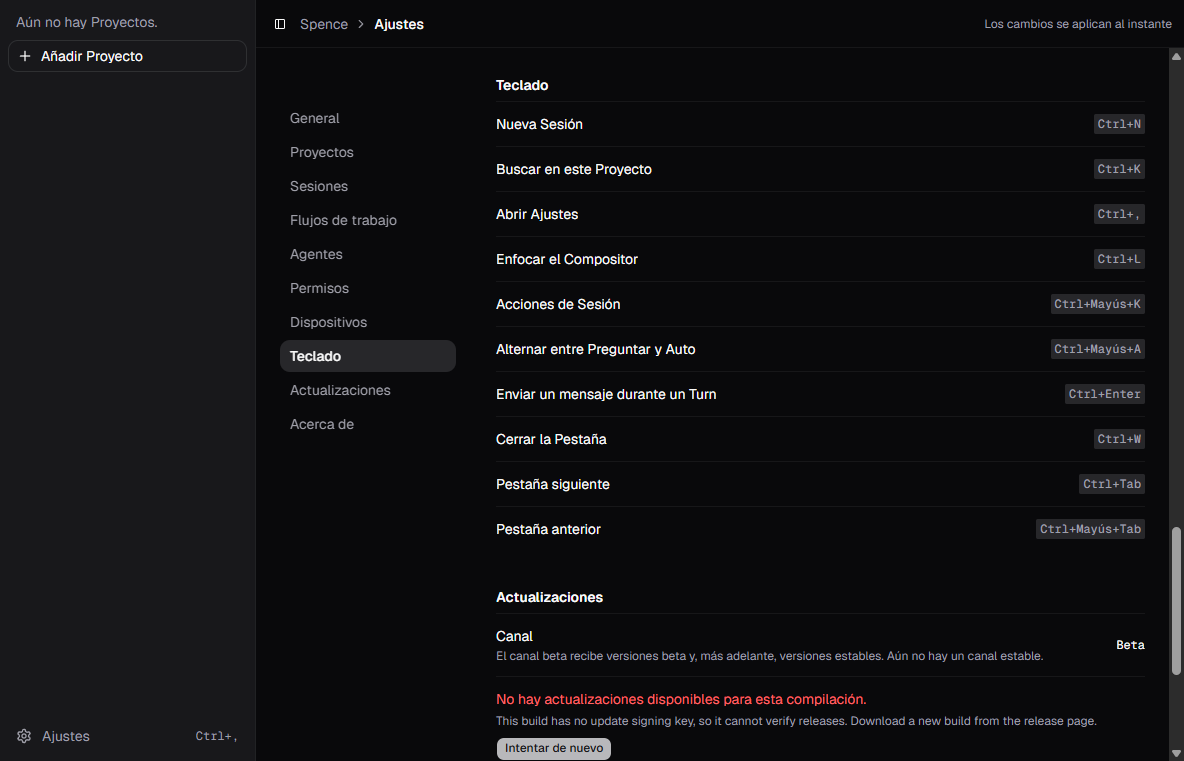 Aún no hay Proyectos.
Añadir Proyecto
Ajustes Ctrl+,
Spence > Ajustes
Los cambios se aplican al instante
General
Proyectos
Sesiones
Flujos de trabajo
Agentes
Permisos
Dispositivos
Teclado
Actualizaciones
Acerca de
Teclado
Nueva Sesión Ctrl+N
Buscar en este Proyecto Ctrl+K
Abrir Ajustes Ctrl+,
Enfocar el Compositor Ctrl+L
Acciones de Sesión Ctrl+Mayús+K
Alternar entre Preguntar y Auto Ctrl+Mayús+A
Enviar un mensaje durante un Turn Ctrl+Enter
Cerrar la Pestaña Ctrl+W
Pestaña siguiente Ctrl+Tab
Pestaña anterior Ctrl+Mayús+Tab
Actualizaciones
Canal
El canal beta recibe versiones beta y, más adelante, versiones estables. Aún no hay un canal estable.
Beta
No hay actualizaciones disponibles para esta compilación.
This build has no update signing key, so it cannot verify releases. Download a new build from the release page.
Intentar de nuevo